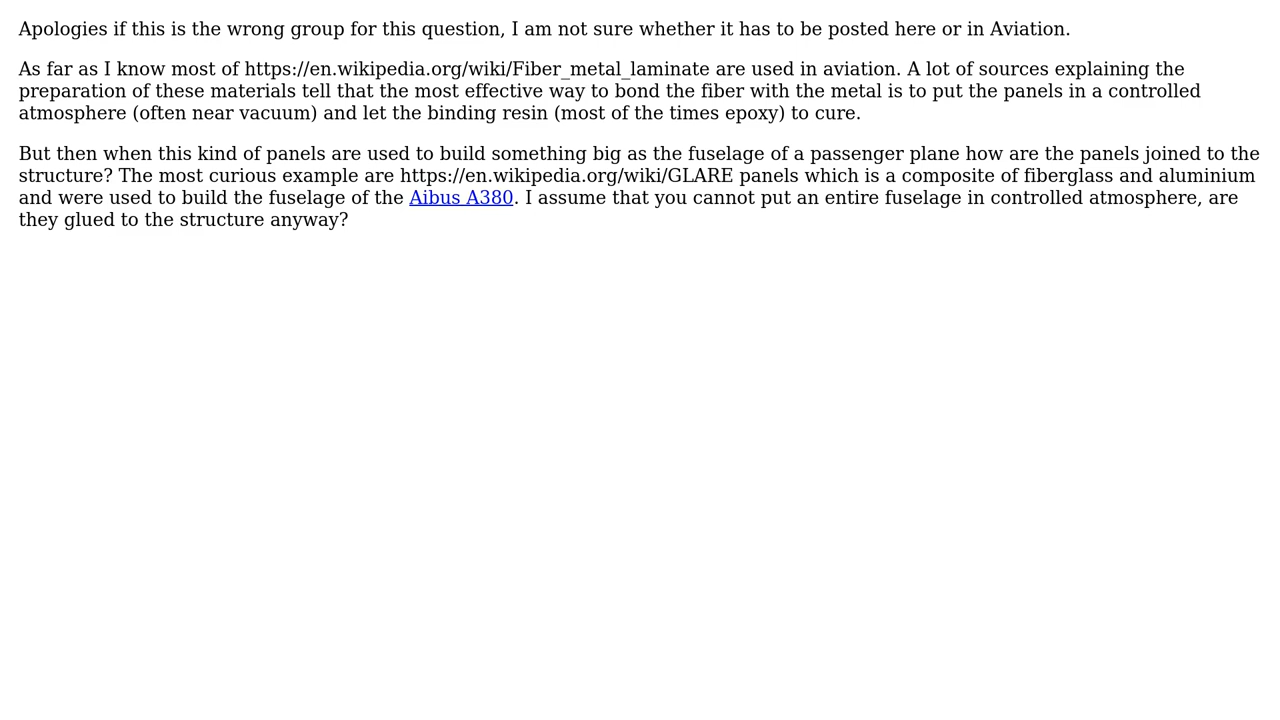 Apologies if this is the wrong group for this question, I am not sure whether it has to be posted here or in Aviation.
As far as I know most of https://en.wikipedia.org/wiki/Fiber_metal_laminate are used in aviation. A lot of sources explaining the
preparation of these materials tell that the most effective way to bond the fiber with the metal is to put the panels in a controlled
atmosphere (often near vacuum) and let the binding resin (most of the times epoxy) to cure.
But then when this kind of panels are used to build something big as the fuselage of a passenger plane how are the panels joined to the
structure? The most curious example are https://en.wikipedia.org/wiki/GLARE panels which is a composite of fiberglass and aluminium
and were used to build the fuselage of the Aibus A380. I assume that you cannot put an entire fuselage in controlled atmosphere, are
they glued to the structure anyway?